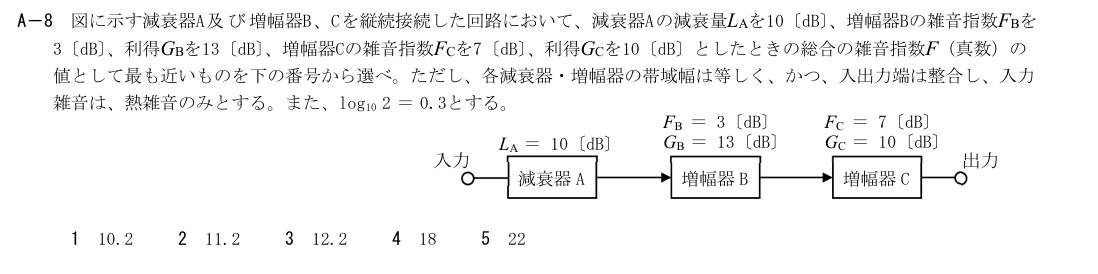 A－8　図に示す減衰器A及び増幅器B、Cを縦続接続した回路において、減衰器Aの減衰量LAを10〔dB〕、増幅器Bの雑音指数FBを
3〔dB〕、利得GBを13〔dB〕、増幅器Cの雑音指数FCを7〔dB〕、利得GCを10〔dB〕としたときの総合の雑音指数F（真数）の
値として最も近いものを下の番号から選べ。ただし、各減衰器・増幅器の帯域幅は等しく、かつ、入出力端は整合し、入力
雑音は、熱雑音のみとする。また、log10 2 = 0.3とする。
FB = 3〔dB〕　FC = 7〔dB〕
LA = 10〔dB〕　GB = 13〔dB〕　GC = 10〔dB〕
入力　出力
減衰器 A　増幅器 B　増幅器 C
1　10.2　2　11.2　3　12.2　4　18　5　22